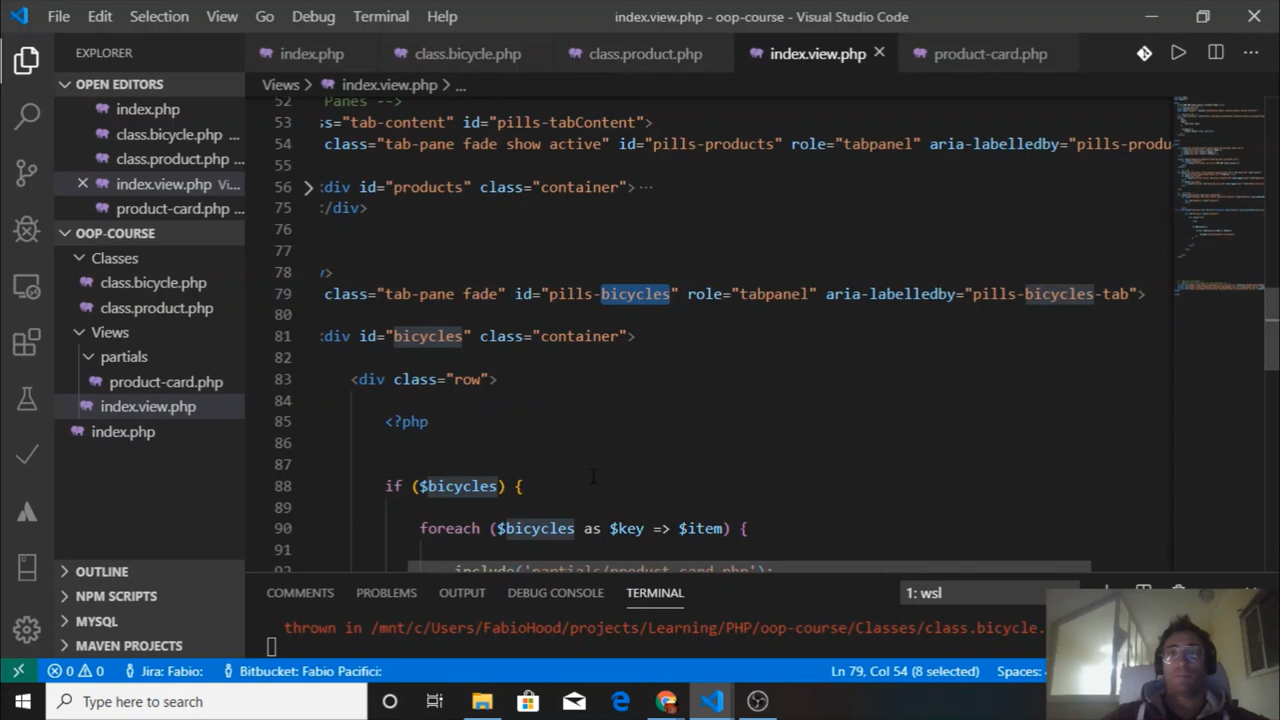 File Edit Selection View Go Debug Terminal Help
index.view.php - oop-course - Visual Studio Code
EXPLORER
OPEN EDITORS
index.php
class.bicycle.php ...
class.product.php ...
index.view.php Vi...
product-card.php ...
OOP-COURSE
Classes
class.bicycle.php
class.product.php
Views
partials
product-card.php
index.view.php
index.php
OUTLINE
NPM SCRIPTS
MYSQL
MAVEN PROJECTS
index.php class.bicycle.php class.product.php index.view.php product-card.php
Views > index.view.php > ...
52 Panes -->
53 s="tab-content" id="pills-tabContent">
54 class="tab-pane fade show active" id="pills-products" role="tabpanel" aria-labelledby="pills-produ
55
56 div id="products" class="container"> ...
75 /div>
76
77
78 />
79 class="tab-pane fade" id="pills-bicycles" role="tabpanel" aria-labelledby="pills-bicycles-tab">
80
81 div id="bicycles" class="container">
82
83 <div class="row">
84
85 <?php
86
87
88 if ($bicycles) {
89
90 foreach ($bicycles as $key => $item) {
91
92 include('partials/product-card.php');
COMMENTS PROBLEMS OUTPUT DEBUG CONSOLE TERMINAL 1: wsl
thrown in /mnt/c/Users/FabioHood/projects/Learning/PHP/oop-course/Classes/class.bicycle.
0 0 Jira: Fabio: Bitbucket: Fabio Pacifici: Ln 79, Col 54 (8 selected) Spaces:
Type here to search